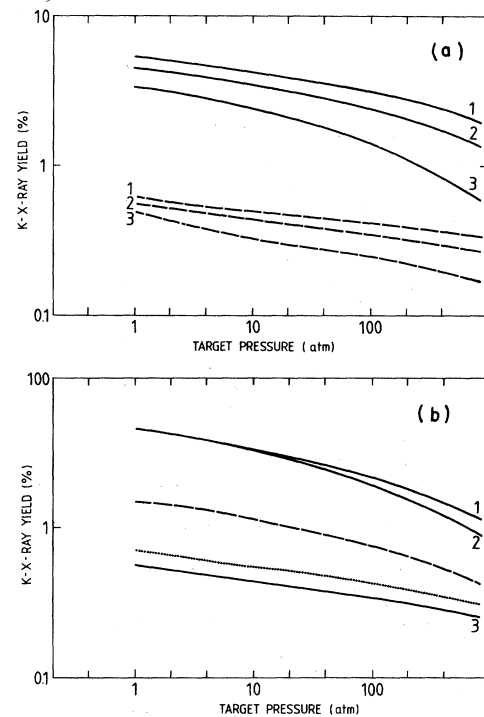 10
(a)
1
2
K-X-RAY YIELD (%)
1
3
1
2
3
0.1
1 10 100
TARGET PRESSURE (atm)
100
(b)
K-X-RAY YIELD (%)
1
1
2
3
0.1
1 10 100
TARGET PRESSURE (atm)